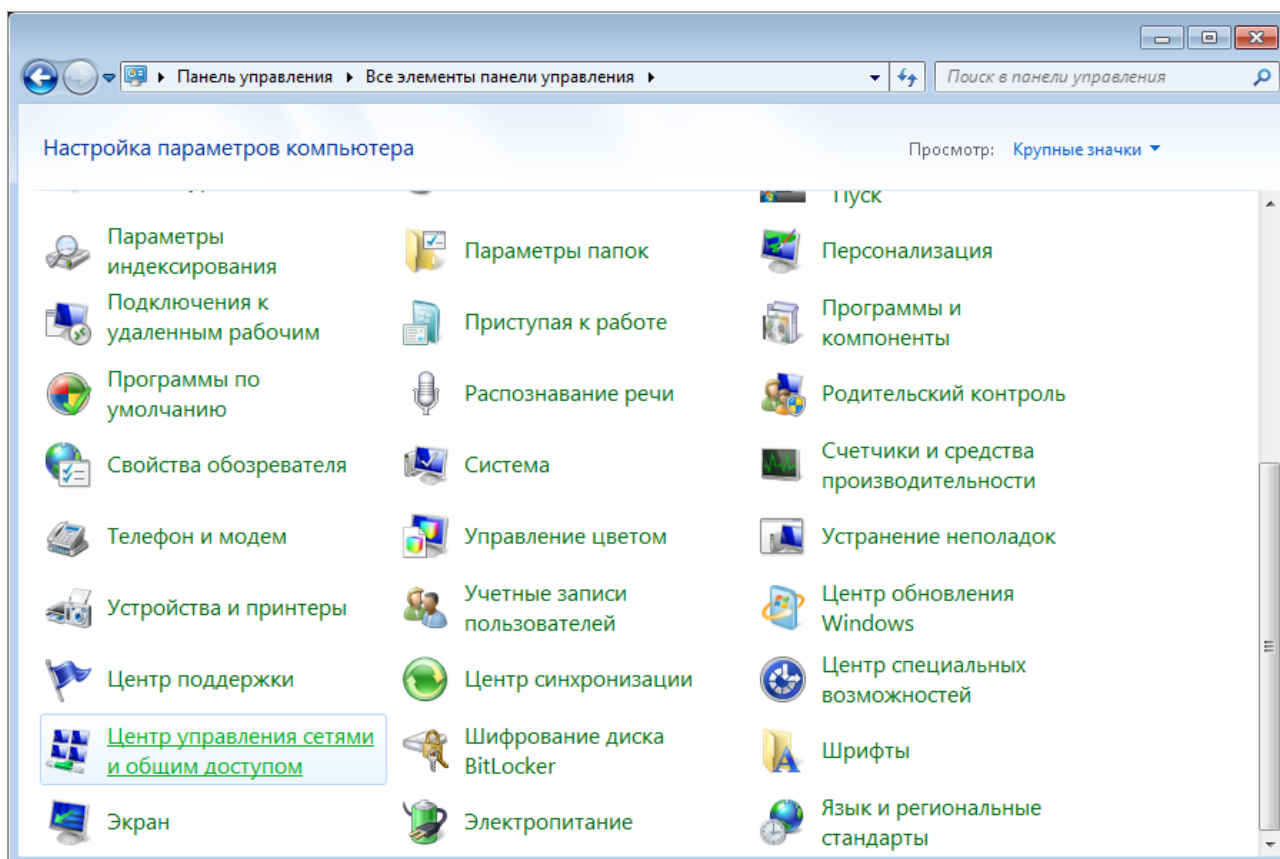 Панель управления
Все элементы панели управления
Поиск в панели управления
Настройка параметров компьютера
Просмотр:
Крупные значки
Пуск
Параметры
индексирования
Параметры папок
Персонализация
Подключения к
удаленным рабочим
Приступая к работе
Программы и
компоненты
Программы по
умолчанию
Распознавание речи
Родительский контроль
Свойства обозревателя
Система
Счетчики и средства
производительности
Телефон и модем
Управление цветом
Устранение неполадок
Устройства и принтеры
Учетные записи
пользователей
Центр обновления
Windows
Центр поддержки
Центр синхронизации
Центр специальных
возможностей
Центр управления сетями
и общим доступом
Шифрование диска
BitLocker
Шрифты
Экран
Электропитание
Язык и региональные
стандарты